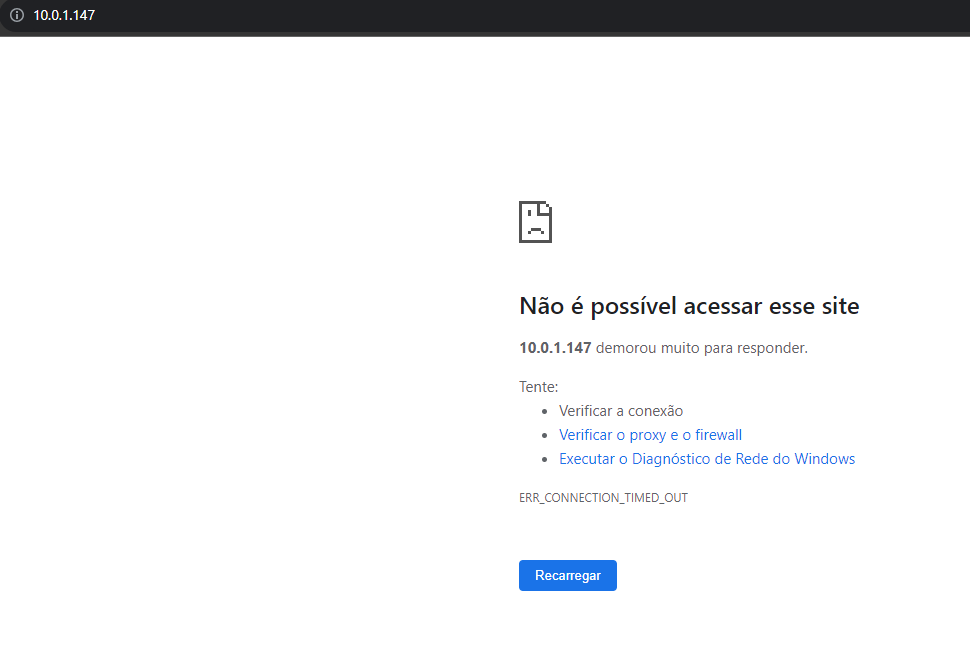 10.0.1.147
Não é possível acessar esse site
10.0.1.147 demorou muito para responder.
Tente:
Verificar a conexão
Verificar o proxy e o firewall
Executar o Diagnóstico de Rede do Windows
ERR_CONNECTION_TIMED_OUT
Recarregar